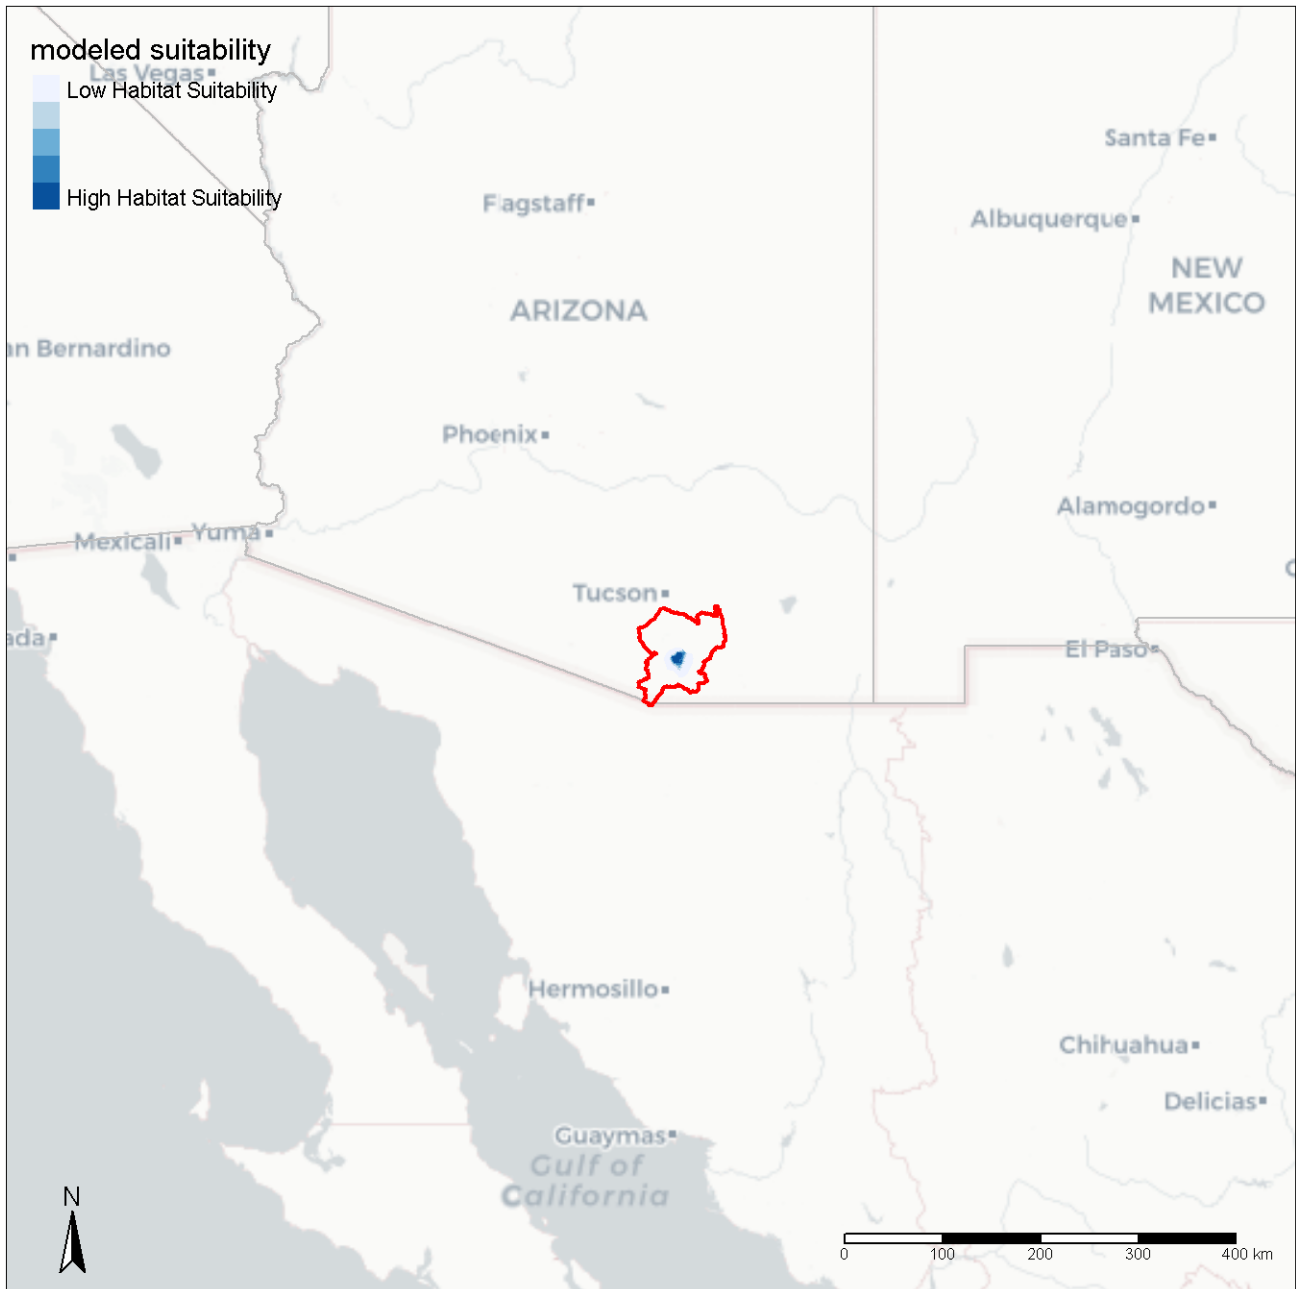 modeled suitability
Las Vegas
Low Habitat Suitability
High Habitat Suitability
Santa Fe
Flagstaff
Albuquerque
NEW
MEXICO
ARIZONA
an Bernardino
Phoenix
Alamogordo
Mexicali
Yuma
Tucson
ada
El Paso
Hermosillo
Chihuahua
Delicias
Guaymas
Gulf of
California
N
0 100 200 300 400 km